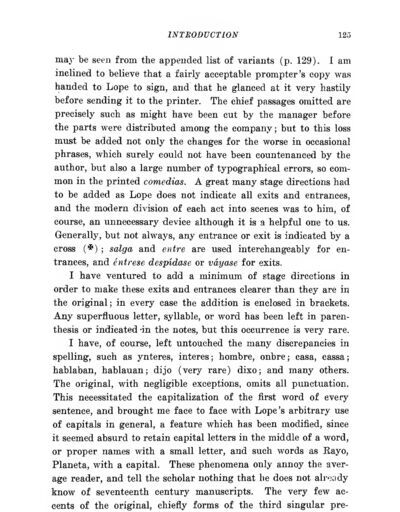 INTRODUCTION 125
may be seen from the appended list of variants (p. 129). I am
inclined to believe that a fairly acceptable prompter's copy was
handed to Lope to sign, and that he glanced at it very hastily
before sending it to the printer. The chief passages omitted are
precisely such as might have been cut by the manager before
the parts were distributed among the company; but to this loss
must be added not only the changes for the worse in occasional
phrases, which surely could not have been countenanced by the
author, but also a large number of typographical errors, so com-
mon in the printed comedias. A great many stage directions had
to be added as Lope does not indicate all exits and entrances,
and the modern division of each act into scenes was to him, of
course, an unnecessary device although it is a helpful one to us.
Generally, but not always, any entrance or exit is indicated by a
cross (✠); salga and entre are used interchangeably for en-
trances, and éntrese despídase or váyase for exits.
I have ventured to add a minimum of stage directions in
order to make these exits and entrances clearer than they are in
the original; in every case the addition is enclosed in brackets.
Any superfluous letter, syllable, or word has been left in paren-
thesis or indicated in the notes, but this occurrence is very rare.
I have, of course, left untouched the many discrepancies in
spelling, such as ynteres, interes; hombre, onbre; casa, cassa;
hablaban, hablauan; dijo (very rare) dixo; and many others.
The original, with negligible exceptions, omits all punctuation.
This necessitated the capitalization of the first word of every
sentence, and brought me face to face with Lope's arbitrary use
of capitals in general, a feature which has been modified, since
it seemed absurd to retain capital letters in the middle of a word,
or proper names with a small letter, and such words as Rayo,
Planeta, with a capital. These phenomena only annoy the aver-
age reader, and tell the scholar nothing that he does not already
know of seventeenth century manuscripts. The very few ac-
cents of the original, chiefly forms of the third singular pre-